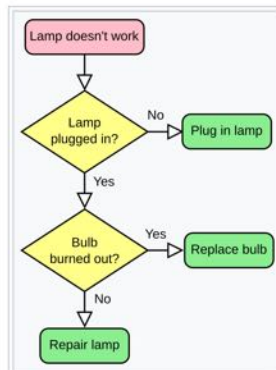 Lamp doesn't work
Lamp
plugged in?
No
Plug in lamp
Yes
Bulb
burned out?
Yes
Replace bulb
No
Repair lamp